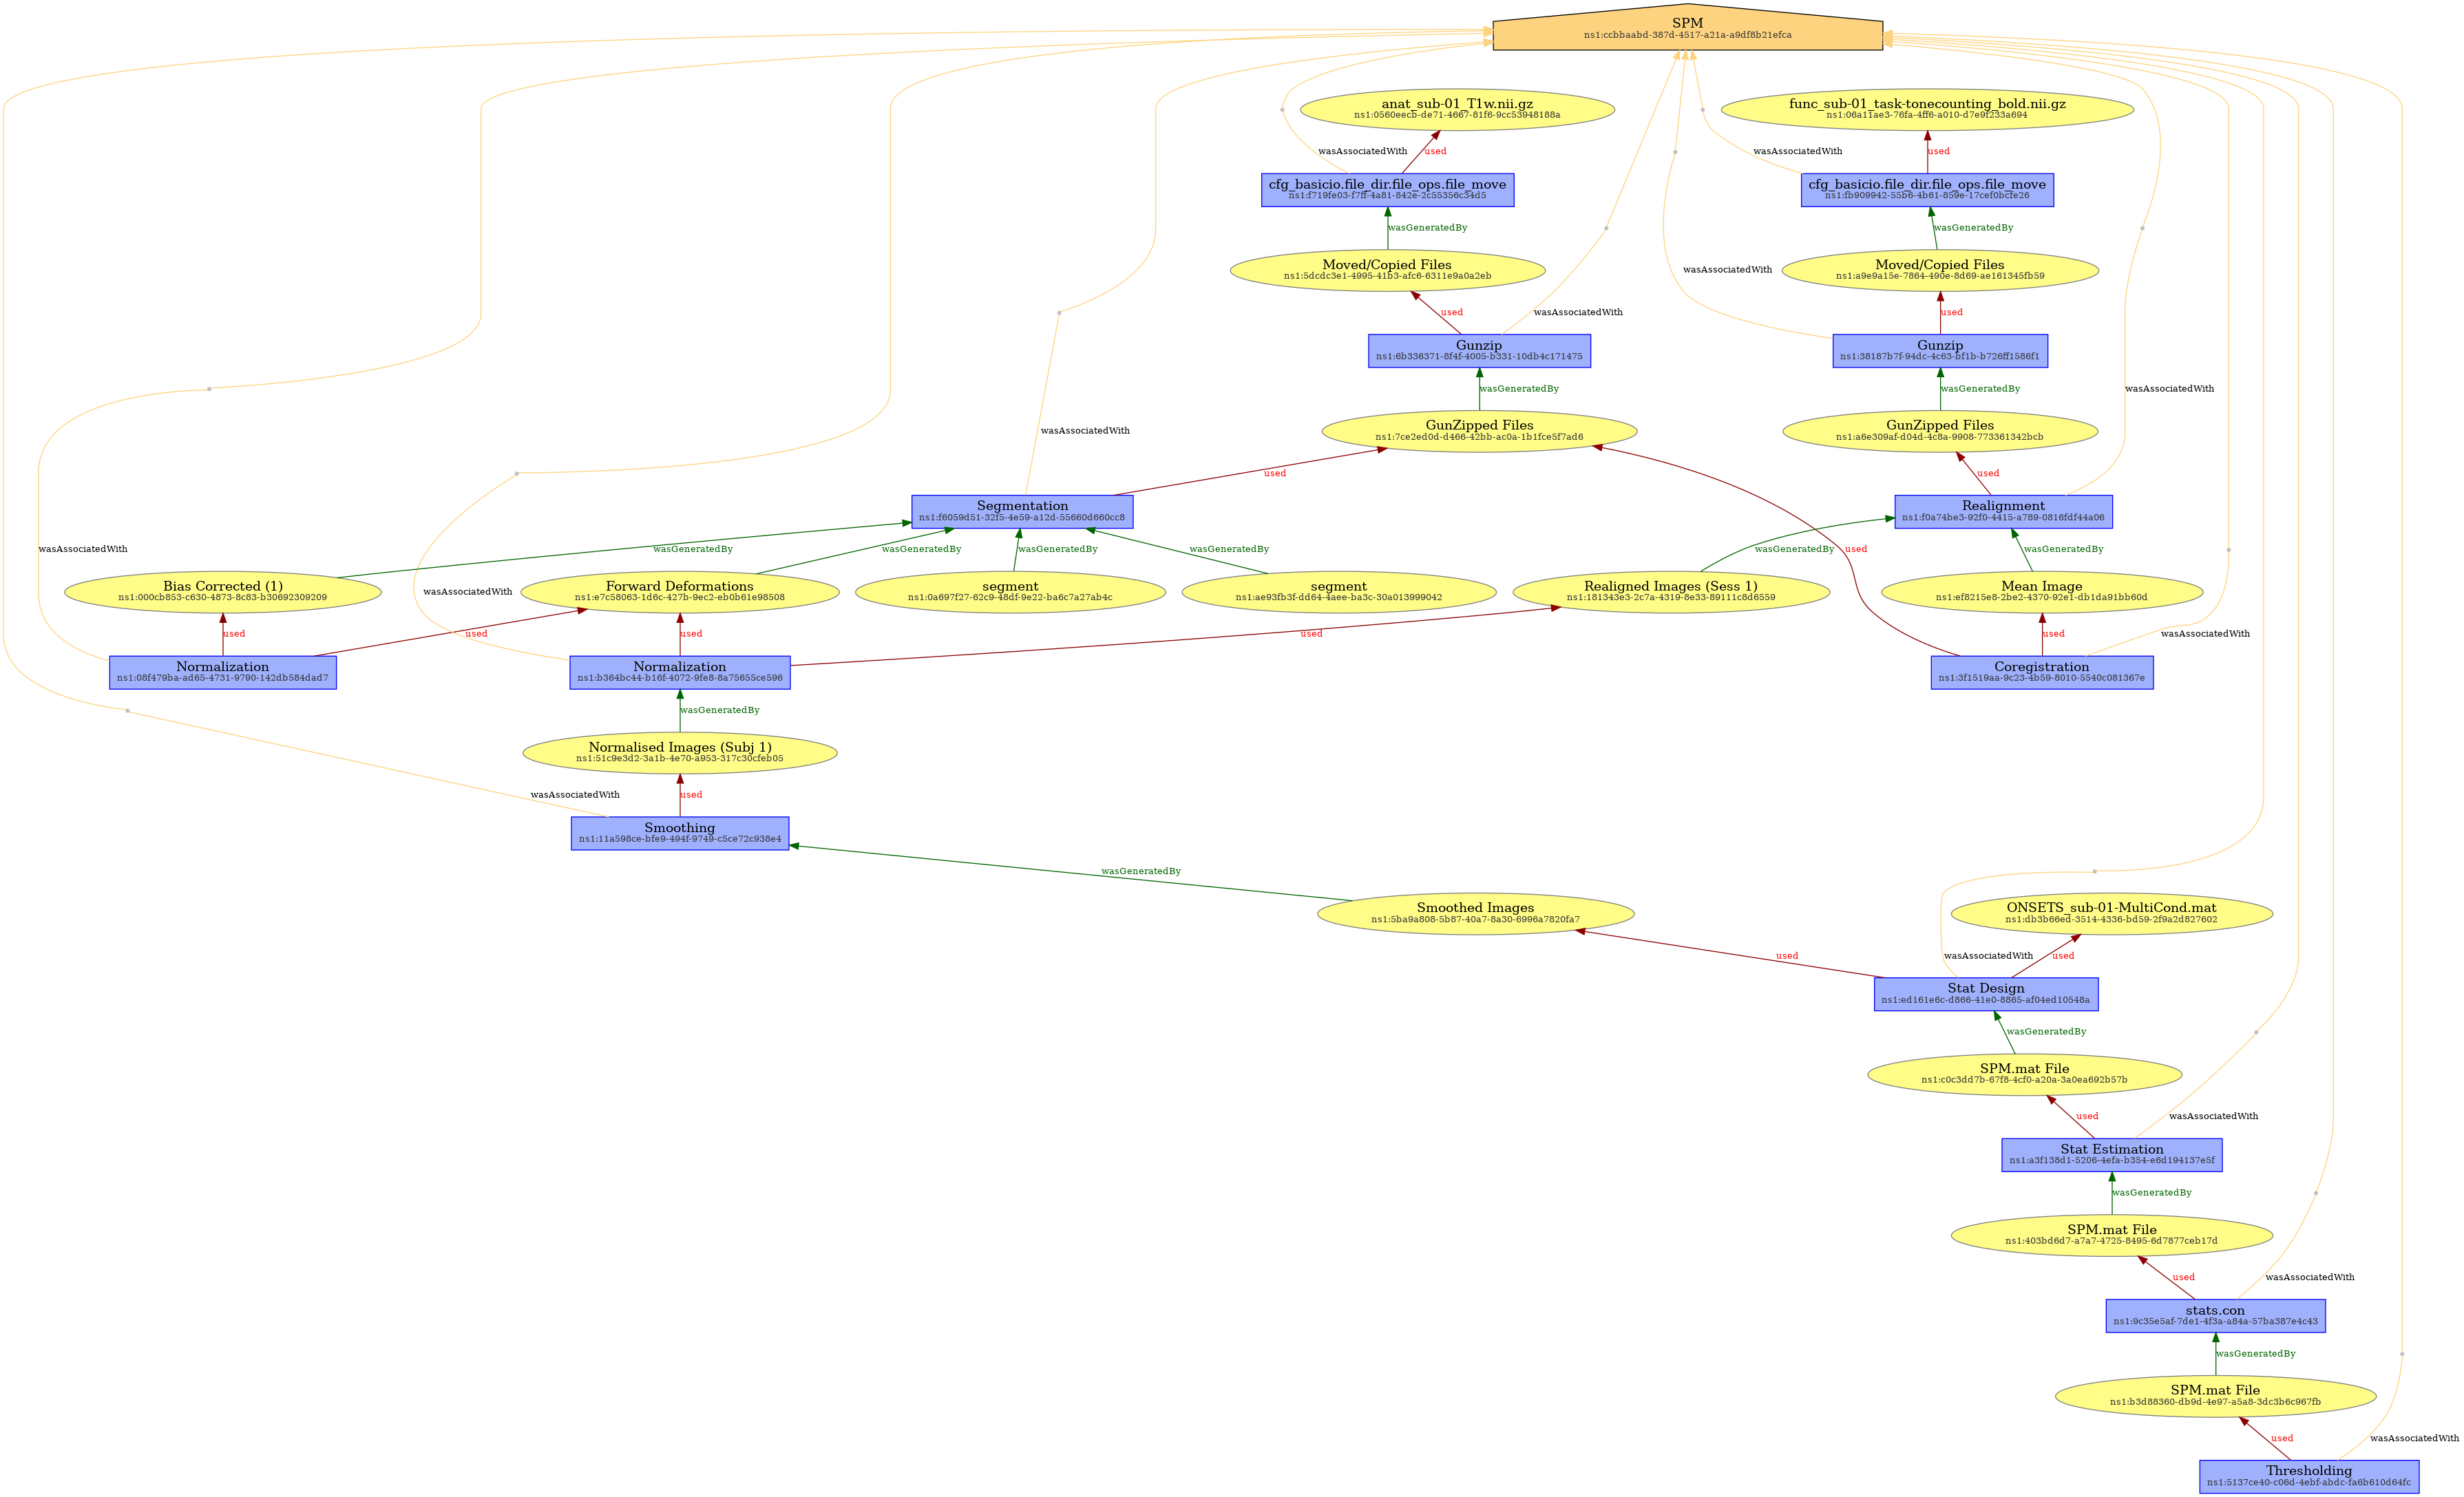 SPM
ns1:ccbbaabd-387d-4517-a21a-a9df8b21efca
anat_sub-01_T1w.nii.gz
ns1:0560eecb-de71-4667-81f6-9cc53948188a
func_sub-01_task-tonecounting_bold.nii.gz
ns1:06a11ae3-76fa-4ff6-a010-d7e9f233a694
wasAssociatedWith
used
wasAssociatedWith
used
cfg_basicio.file_dir.file_ops.file_move
ns1:f719fe03-f7ff-4a81-842e-2c55356c34d5
cfg_basicio.file_dir.file_ops.file_move
ns1:fb909942-55b6-4b61-859e-17cef0bcfe26
wasGeneratedBy
wasGeneratedBy
Moved/Copied Files
ns1:5dcdc3e1-4995-41b3-afc6-6311e9a0a2eb
wasAssociatedWith
Moved/Copied Files
ns1:a9e9a15e-7864-490e-8d69-ae161345fb59
used
wasAssociatedWith
used
Gunzip
ns1:6b336371-8f4f-4005-b331-10db4c171475
Gunzip
ns1:38187b7f-94dc-4c63-bf1b-b726ff1586f1
wasGeneratedBy
wasGeneratedBy
wasAssociatedWith
wasAssociatedWith
GunZipped Files
ns1:7ce2ed0d-d466-42bb-ac0a-1b1fce5f7ad6
GunZipped Files
ns1:a6e309af-d04d-4c8a-9908-773361342bcb
used
used
Segmentation
ns1:f6059d51-32f5-4e59-a12d-55660d660cc8
Realignment
ns1:f0a74be3-92f0-4415-a789-0816fdf44a06
wasAssociatedWith
wasGeneratedBy
wasGeneratedBy
wasGeneratedBy
wasGeneratedBy
wasGeneratedBy
used
wasGeneratedBy
Bias Corrected (1)
ns1:000cb853-c630-4873-8c83-b30692309209
wasAssociatedWith
Forward Deformations
ns1:e7c58063-1d6c-427b-9ec2-eb0b61e98508
segment
ns1:0a697f27-62c9-48df-9e22-ba6c7a27ab4c
segment
ns1:ae93fb3f-dd64-4aee-ba3c-30a013999042
Realigned Images (Sess 1)
ns1:181343e3-2c7a-4319-8e33-89111c8d6559
Mean Image
ns1:ef8215e8-2be2-4370-92e1-db1da91bb60d
used
used
used
used
used
wasAssociatedWith
Normalization
ns1:08f479ba-ad65-4731-9790-142db584dad7
Normalization
ns1:b364bc44-b16f-4072-9fe8-8a75655ce596
Coregistration
ns1:3f1519aa-9c23-4b59-8010-5540c081367e
wasGeneratedBy
Normalised Images (Subj 1)
ns1:51c9e3d2-3a1b-4e70-a953-317c30cfeb05
wasAssociatedWith
used
Smoothing
ns1:11a598ce-bfe9-494f-9749-c5ce72c938e4
wasGeneratedBy
Smoothed Images
ns1:5ba9a808-5b87-40a7-8a30-6996a7820fa7
ONSETS_sub-01-MultiCond.mat
ns1:db3b66ed-3514-4336-bd59-2f9a2d827602
used
wasAssociatedWith
used
Stat Design
ns1:ed161e6c-d866-41e0-8865-af04ed10548a
wasGeneratedBy
SPM.mat File
ns1:c0c3dd7b-67f8-4cf0-a20a-3a0ea692b57b
used
wasAssociatedWith
Stat Estimation
ns1:a3f138d1-5206-4efa-b354-e6d194137e5f
wasGeneratedBy
SPM.mat File
ns1:403bd6d7-a7a7-4725-8495-6d7877ceb17d
used
wasAssociatedWith
stats.con
ns1:9c35e5af-7de1-4f3a-a84a-57ba387e4c43
wasGeneratedBy
SPM.mat File
ns1:b3d88360-db9d-4e97-a5a8-3dc3b6c967fb
used
wasAssociatedWith
Thresholding
ns1:5137ce40-c06d-4ebf-abdc-fa6b610d64fc